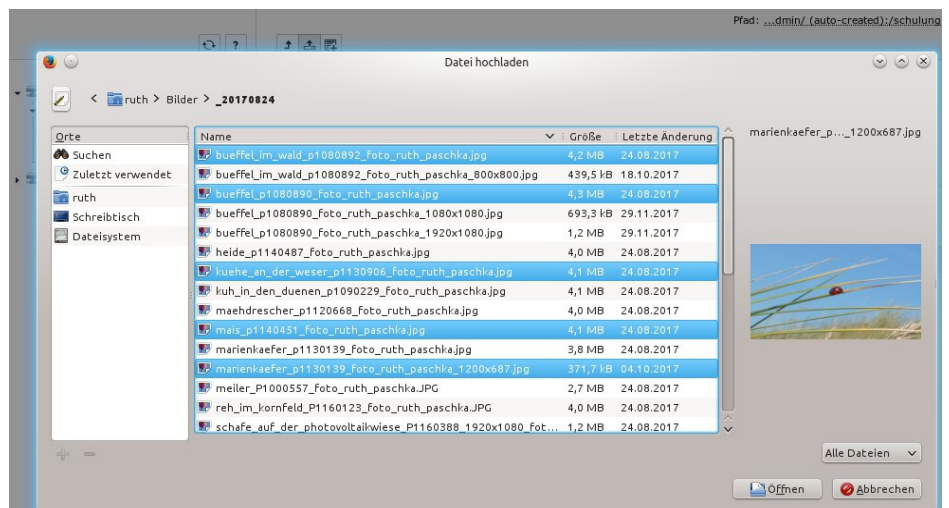 Pfad: ...dmin/ (auto-created):/schulung
?
Datei hochladen
< ruth > Bilder > _20170824
Orte
Suchen
Zuletzt verwendet
ruth
Schreibtisch
Dateisystem
Name Größe Letzte Änderung
bueffel_im_wald_p1080892_foto_ruth_paschka.jpg 4,2 MB 24.08.2017
bueffel_im_wald_p1080892_foto_ruth_paschka_800x800.jpg 439,5 kB 18.10.2017
bueffel_p1080890_foto_ruth_paschka.jpg 4,3 MB 24.08.2017
bueffel_p1080890_foto_ruth_paschka_1080x1080.jpg 693,3 kB 29.11.2017
bueffel_p1080890_foto_ruth_paschka_1920x1080.jpg 1,2 MB 29.11.2017
heide_p1140487_foto_ruth_paschka.jpg 4,0 MB 24.08.2017
kuehe_an_der_weser_p1130906_foto_ruth_paschka.jpg 4,1 MB 24.08.2017
kuh_in_den_duenen_p1090229_foto_ruth_paschka.jpg 4,1 MB 24.08.2017
maehdrescher_p1120668_foto_ruth_paschka.jpg 4,0 MB 24.08.2017
mais_p1140451_foto_ruth_paschka.jpg 4,1 MB 24.08.2017
marienkaefer_p1130139_foto_ruth_paschka.jpg 3,8 MB 24.08.2017
marienkaefer_p1130139_foto_ruth_paschka_1200x687.jpg 371,7 kB 04.10.2017
meiler_P1000557_foto_ruth_paschka.JPG 2,7 MB 24.08.2017
reh_im_kornfeld_P1160123_foto_ruth_paschka.JPG 4,0 MB 24.08.2017
schafe_auf_der_photovoltaikwiese_P1160388_1920x1080_fot... 1,2 MB 24.08.2017
marienkaefer_p..._1200x687.jpg
Alle Dateien
Öffnen Abbrechen